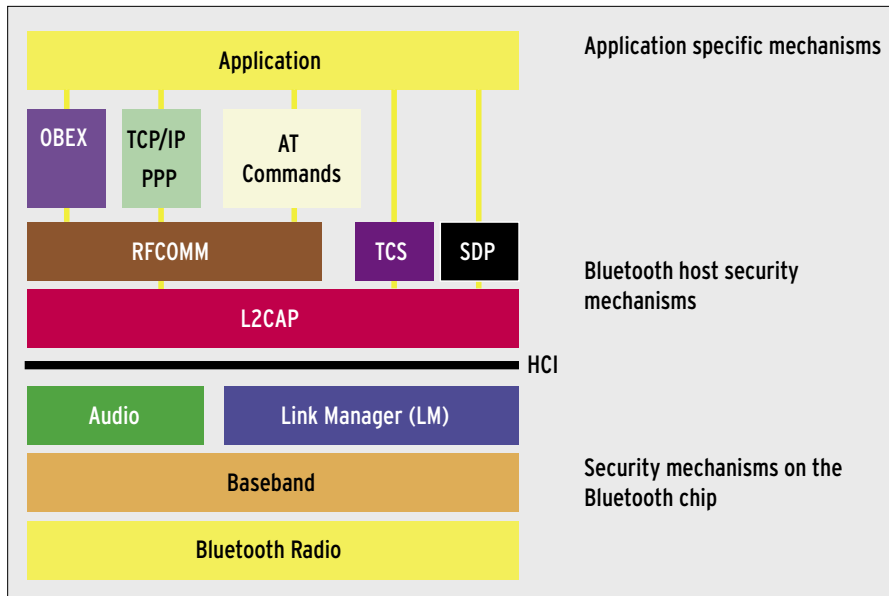 Application
Application specific mechanisms
OBEX
TCP/IP
PPP
AT
Commands
RFCOMM
TCS
SDP
Bluetooth host security
mechanisms
L2CAP
HCI
Audio
Link Manager (LM)
Baseband
Security mechanisms on the
Bluetooth chip
Bluetooth Radio